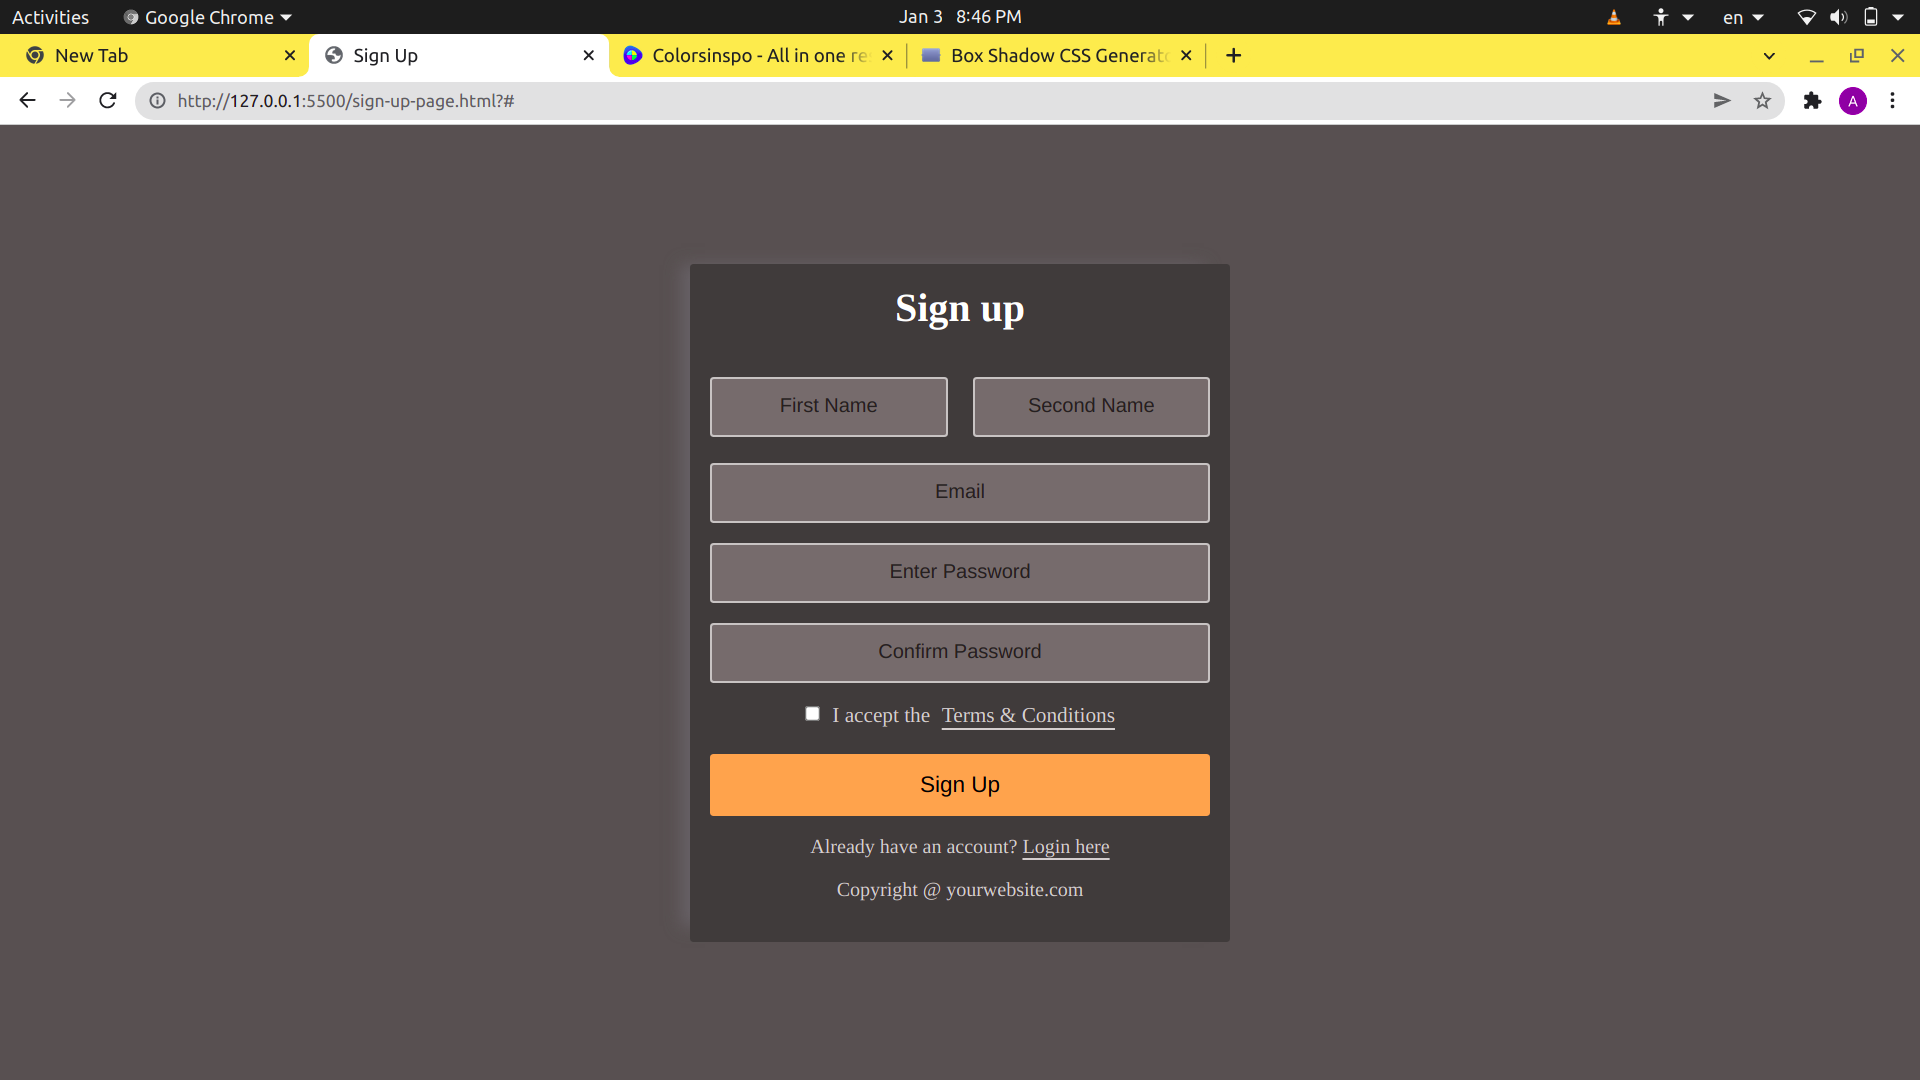 Activities Google Chrome Jan 3 8:46 PM en
New Tab Sign Up Colorsinspo - All in one res Box Shadow CSS Generato
http://127.0.0.1:5500/sign-up-page.html?# A
Sign up
First Name Second Name
Email
Enter Password
Confirm Password
I accept the Terms & Conditions
Sign Up
Already have an account? Login here
Copyright @ yourwebsite.com